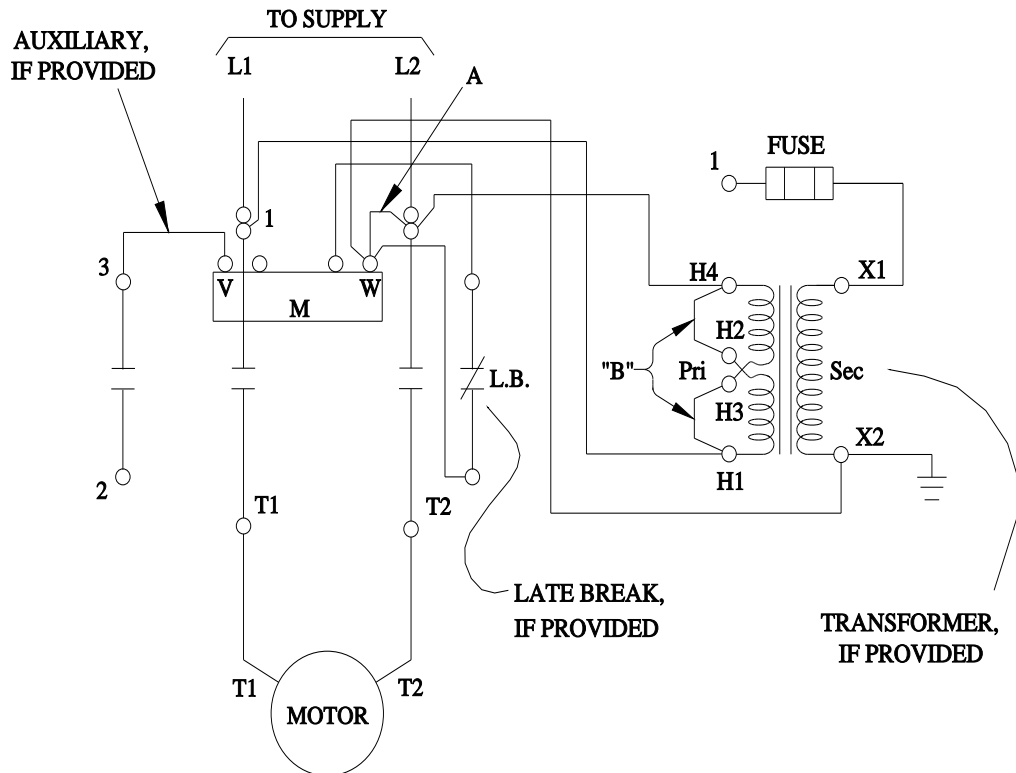 TO SUPPLY
AUXILIARY,
IF PROVIDED
L1
L2
A
1
FUSE
1
3
V
W
M
H4
X1
H2
"B"
Pri
Sec
L.B.
H3
X2
H1
2
T1
T2
LATE BREAK,
IF PROVIDED
TRANSFORMER,
IF PROVIDED
T1
T2
MOTOR